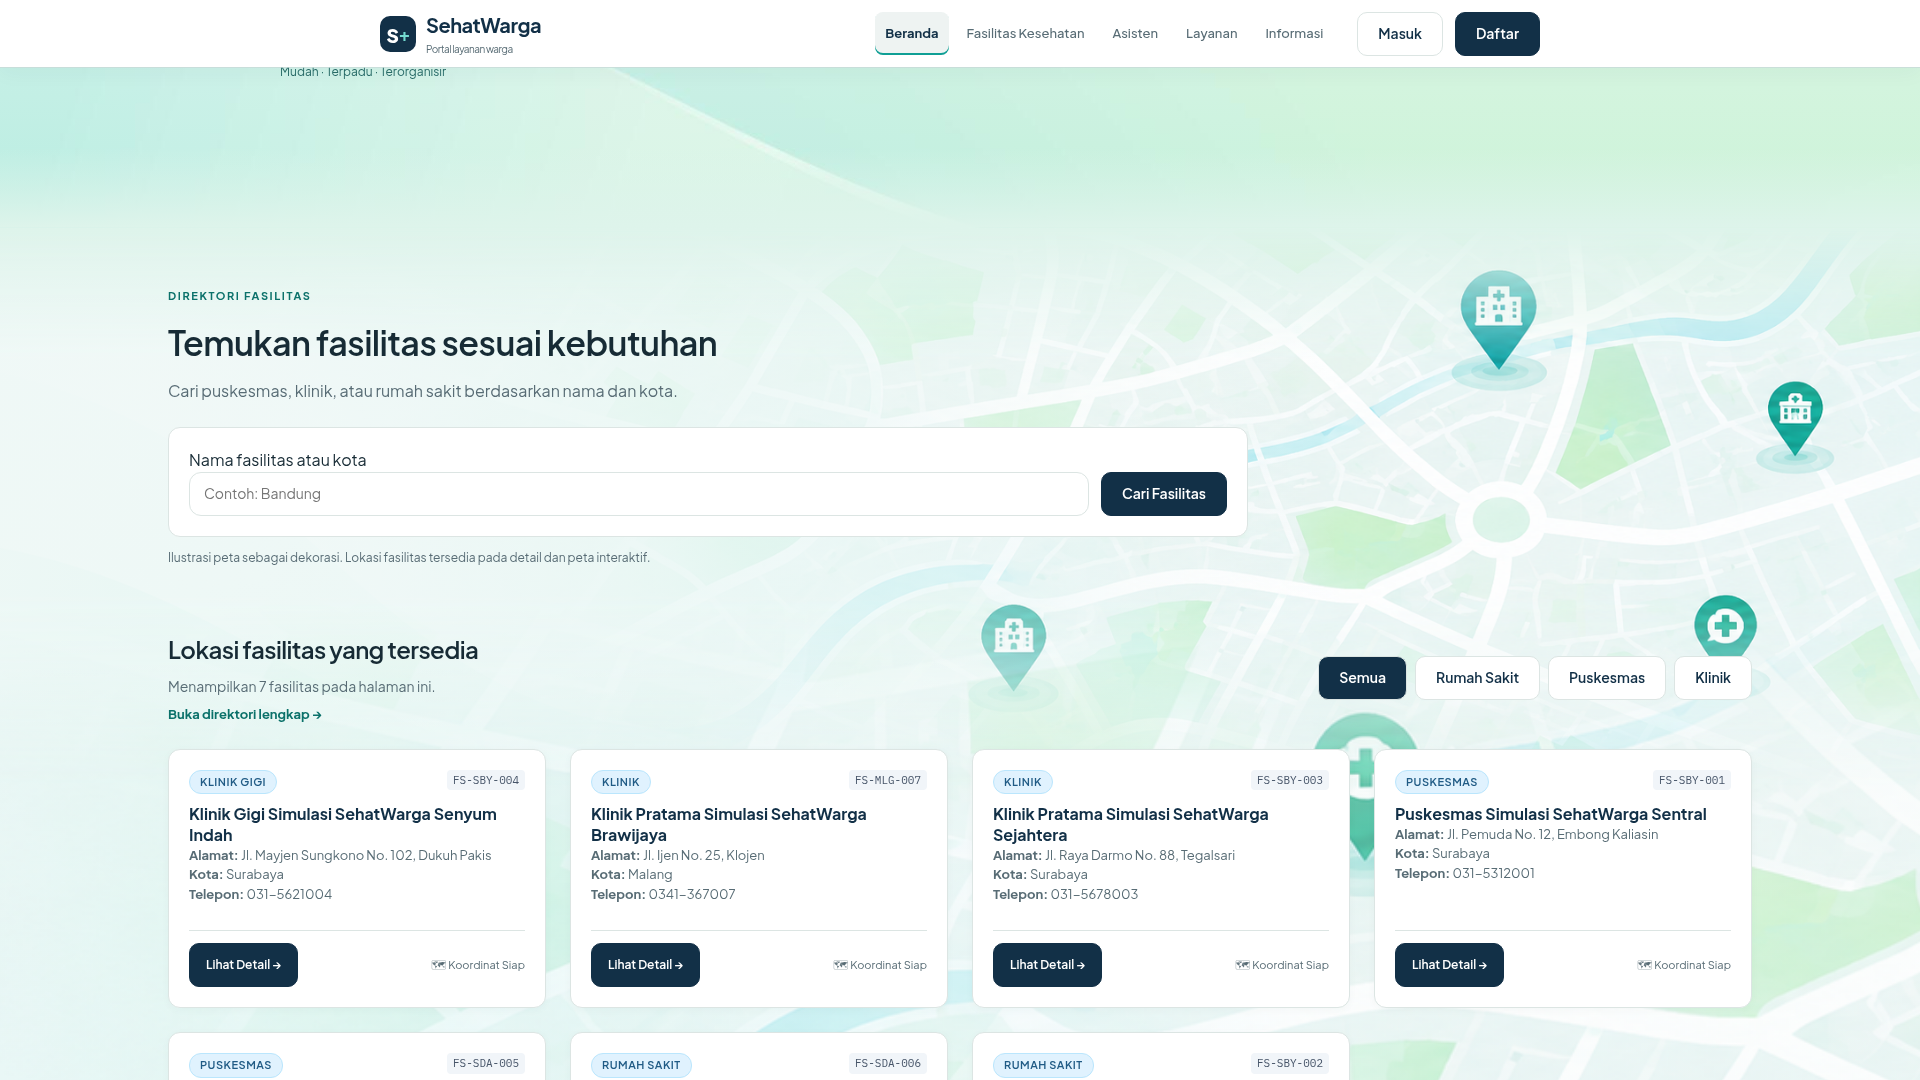 S+
SehatWarga
Portal layanan warga
Beranda
Fasilitas Kesehatan
Asisten
Layanan
Informasi
Masuk
Daftar
Mudah · Terpadu · Terorganisir
DIREKTORI FASILITAS
Temukan fasilitas sesuai kebutuhan
Cari puskesmas, klinik, atau rumah sakit berdasarkan nama dan kota.
Nama fasilitas atau kota
Contoh: Bandung
Cari Fasilitas
Ilustrasi peta sebagai dekorasi. Lokasi fasilitas tersedia pada detail dan peta interaktif.
Lokasi fasilitas yang tersedia
Menampilkan 7 fasilitas pada halaman ini.
Buka direktori lengkap →
Semua
Rumah Sakit
Puskesmas
Klinik
KLINIK GIGI
FS-SBY-004
Klinik Gigi Simulasi SehatWarga Senyum
Indah
Alamat: Jl. Mayjen Sungkono No. 102, Dukuh Pakis
Kota: Surabaya
Telepon: 031-5621004
Lihat Detail →
🗺 Koordinat Siap
KLINIK
FS-MLG-007
Klinik Pratama Simulasi SehatWarga
Brawijaya
Alamat: Jl. Ijen No. 25, Klojen
Kota: Malang
Telepon: 0341-367007
Lihat Detail →
🗺 Koordinat Siap
KLINIK
FS-SBY-003
Klinik Pratama Simulasi SehatWarga
Sejahtera
Alamat: Jl. Raya Darmo No. 88, Tegalsari
Kota: Surabaya
Telepon: 031-5678003
Lihat Detail →
🗺 Koordinat Siap
PUSKESMAS
FS-SBY-001
Puskesmas Simulasi SehatWarga Sentral
Alamat: Jl. Pemuda No. 12, Embong Kaliasin
Kota: Surabaya
Telepon: 031-5312001
Lihat Detail →
🗺 Koordinat Siap
PUSKESMAS
FS-SDA-005
RUMAH SAKIT
FS-SDA-006
RUMAH SAKIT
FS-SBY-002